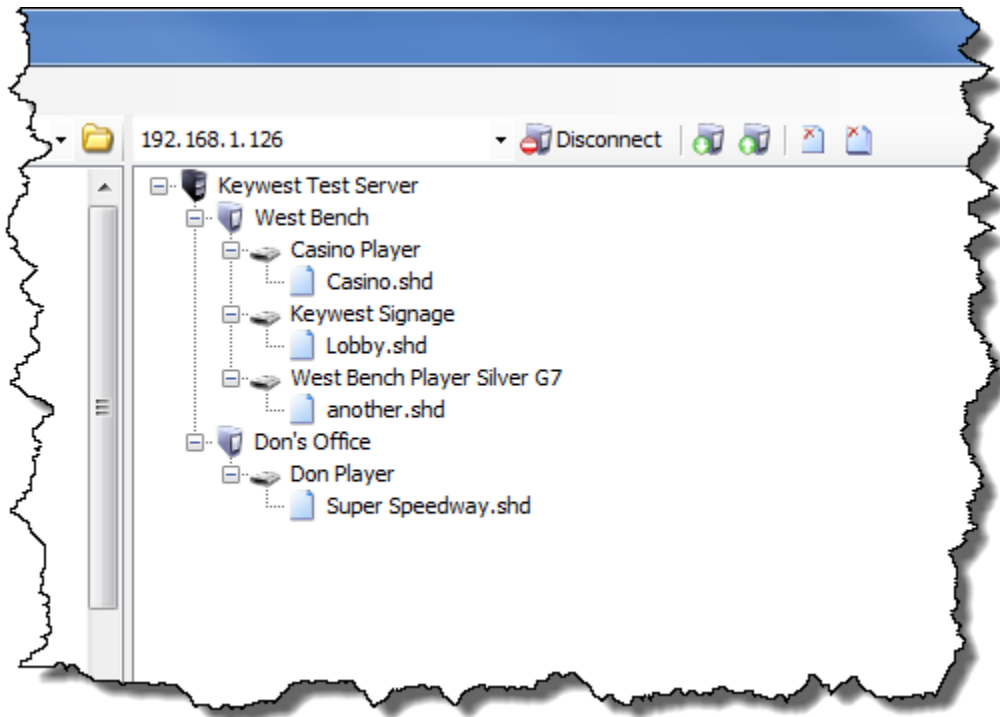 192.168.1.126 Disconnect
Keywest Test Server
West Bench
Casino Player
Casino.shd
Keywest Signage
Lobby.shd
West Bench Player Silver G7
another.shd
Don's Office
Don Player
Super Speedway.shd